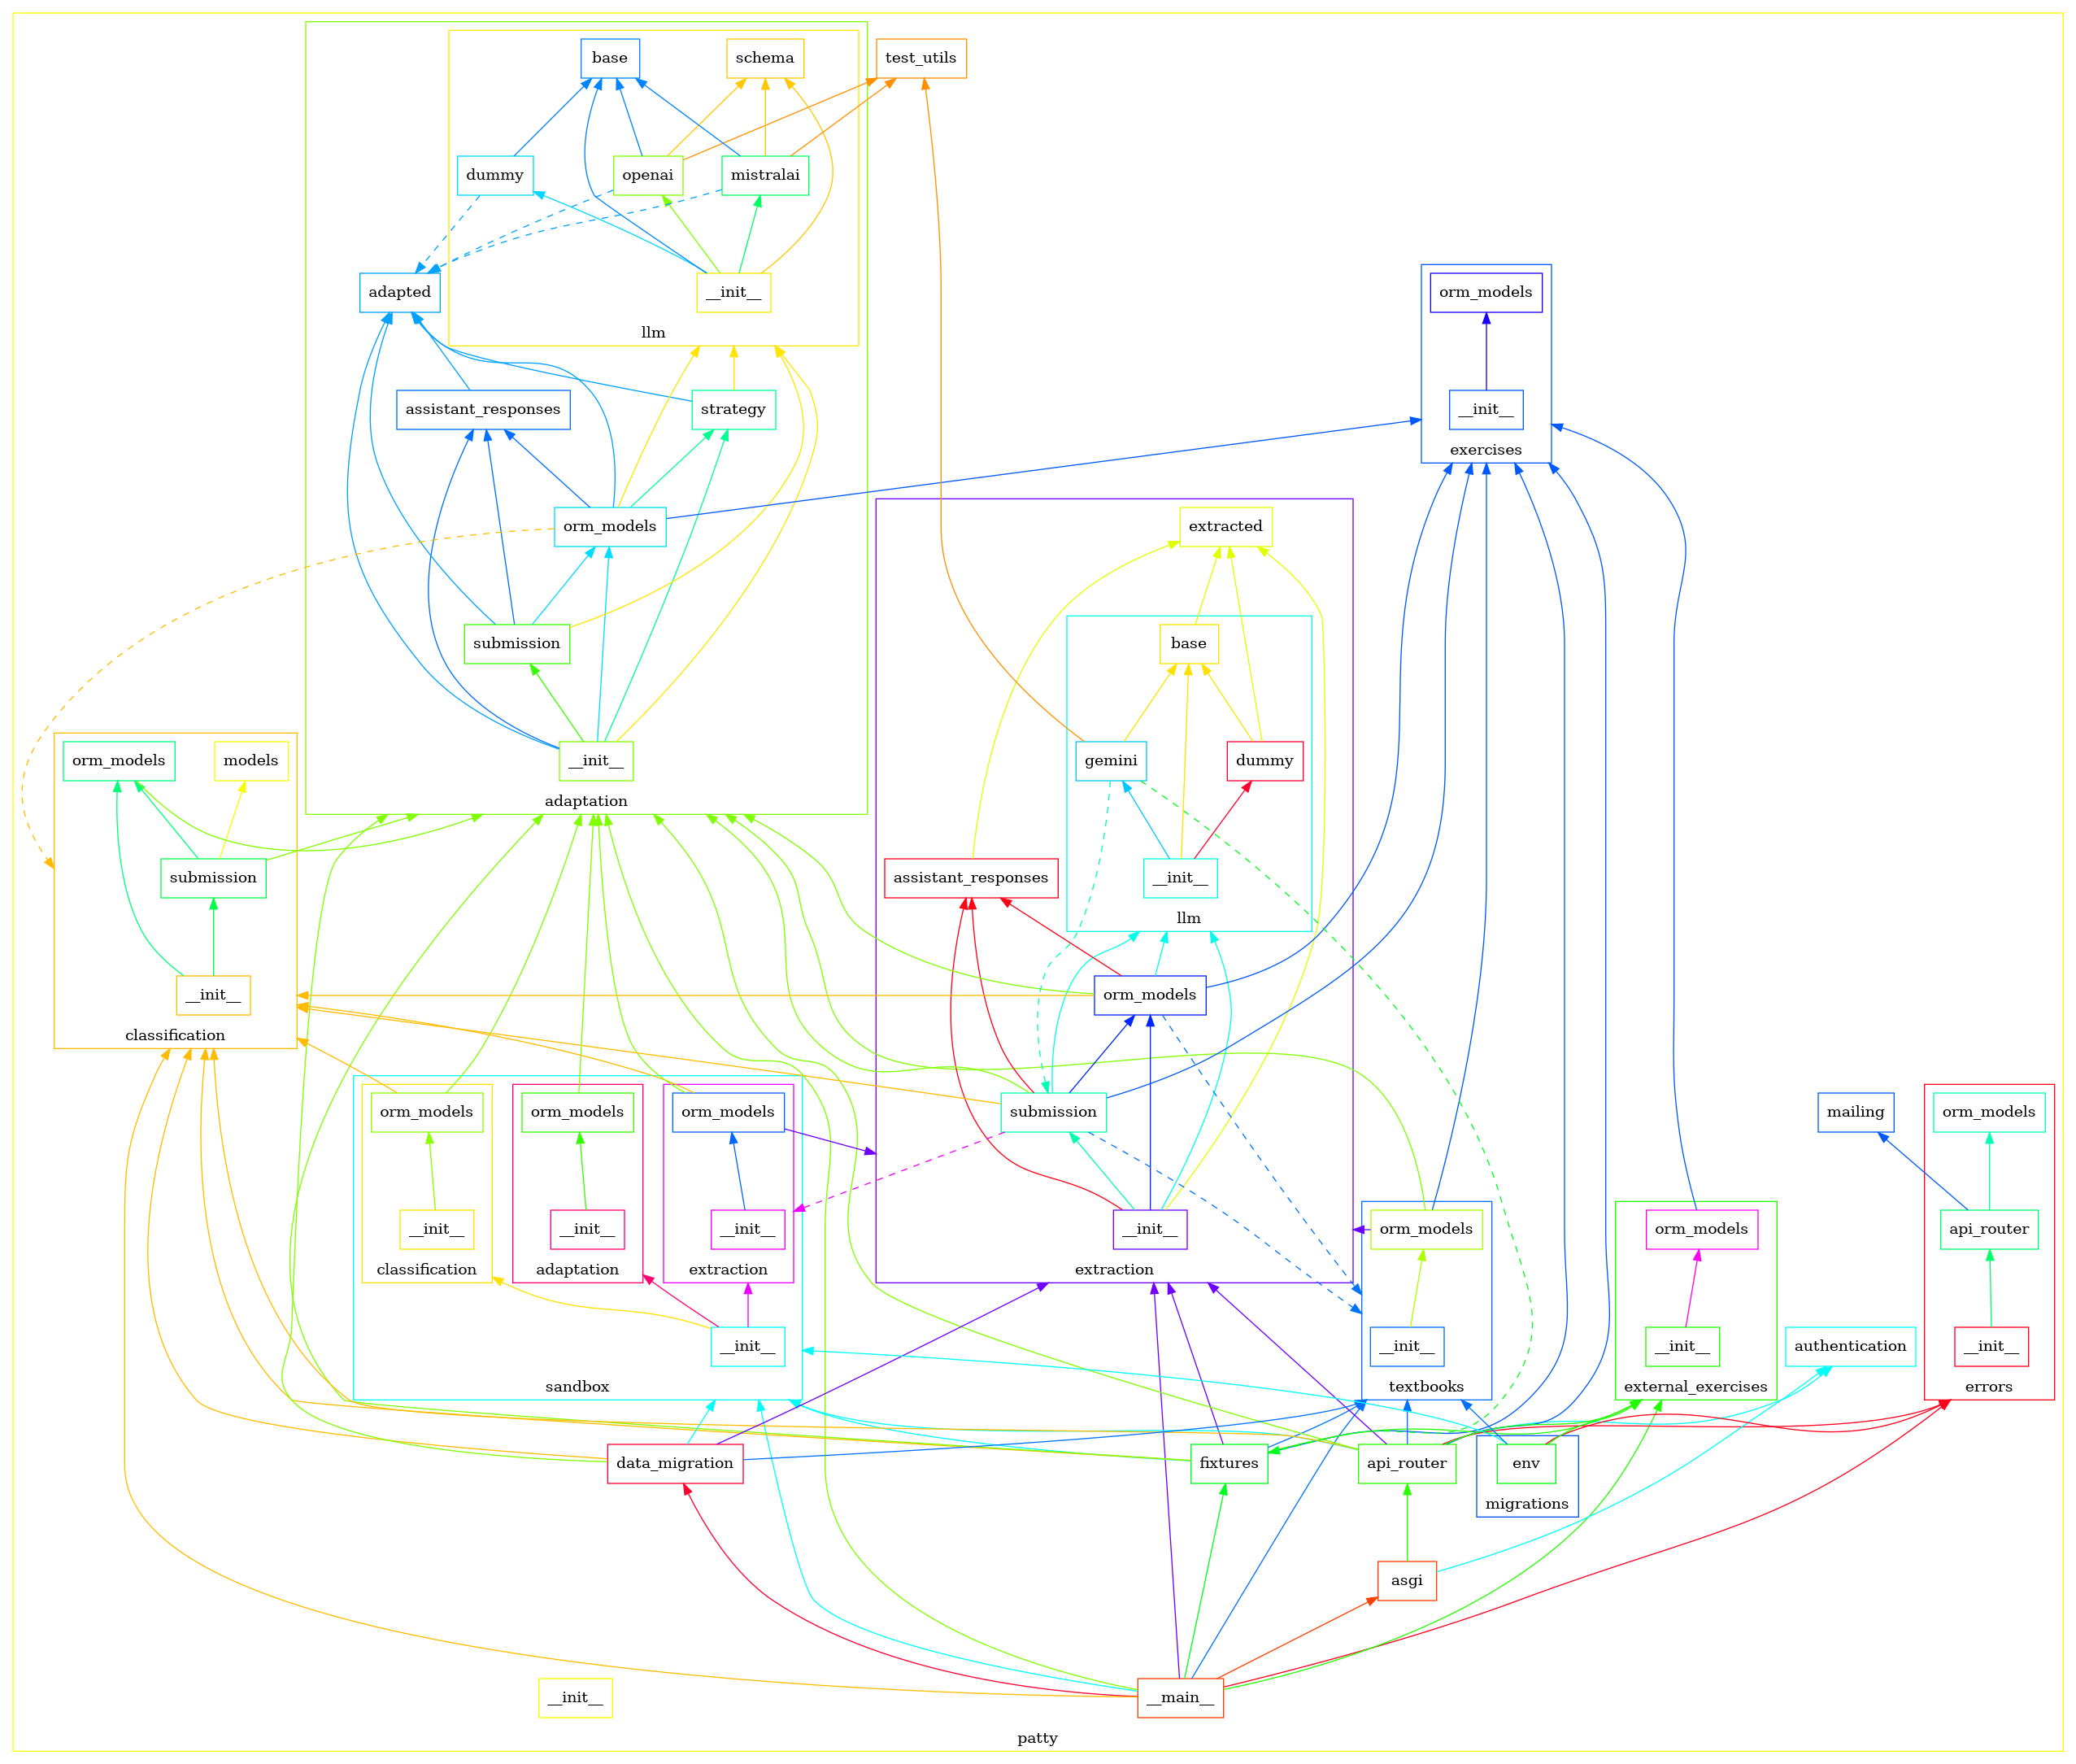 base
schema
test_utils
dummy
openai
mistralai
adapted
__init__
llm
orm_models
assistant_responses
strategy
__init__
exercises
orm_models
extracted
submission
base
orm_models
models
__init__
gemini
dummy
adaptation
submission
assistant_responses
__init__
llm
__init__
orm_models
classification
orm_models
orm_models
orm_models
submission
mailing
orm_models
__init__
__init__
__init__
__init__
orm_models
orm_models
api_router
classification
adaptation
extraction
extraction
__init__
__init__
__init__
authentication
__init__
sandbox
textbooks
external_exercises
errors
data_migration
fixtures
api_router
env
migrations
asgi
__init__
__main__
patty